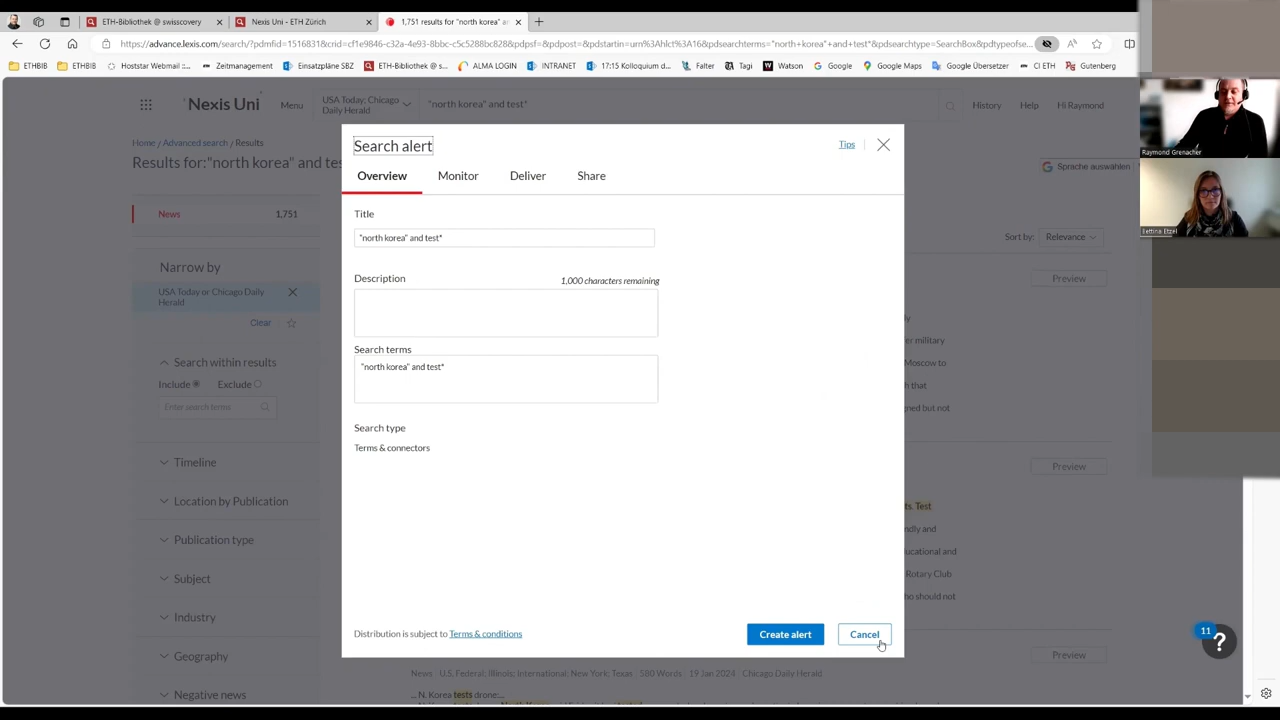 ETH-Bibliothek @ swisscovery
Nexis Uni - ETH Zürich
1,751 results for "north korea" an
https://advance.lexis.com/search/?pdmfid=1516831&crid=cf1e9846-c32a-4e93-8bbc-c5c5288bc828&pdpsf=&pdpost=&pdstartin=urn%3Ahlct%3A16&pdsearchterms="north+korea"+and+test*&pdsearchtype=SearchBox&pdtypeofse...
ETHBIB
ETHBIB
Hoststar Webmail ::...
Zeitmanagement
Einsatzpläne SBZ
ETH-Bibliothek @ s...
ALMA LOGIN
INTRANET
17:15 Kolloquium d...
Falter
Tagi
Watson
Google
Google Maps
Google Übersetzer
CI ETH
Gutenberg
Nexis Uni
Menu
USA Today; Chicago
Daily Herald
"north korea" and test*
History
Help
Hi Raymond
Home / Advanced search / Results
Results for:"north korea" and tes
Sprache auswählen
News 1,751
Sort by: Relevance
Narrow by
USA Today or Chicago Daily
Herald
Clear
Search within results
Include
Exclude
Enter search terms
Timeline
Location by Publication
Publication type
Subject
Industry
Geography
Negative news
Search alert
Tips
Overview
Monitor
Deliver
Share
Title
"north korea" and test*
Description
1,000 characters remaining
Search terms
"north korea" and test*
Search type
Terms & connectors
Distribution is subject to Terms & conditions
Create alert
Cancel
Preview
er military
Moscow to
h that
gned but not
Preview
ts. Test
ndly and
ucational and
Rotary Club
ho should not
Preview
News U.S. Federal; Illinois; International; New York; Texas 580 Words 19 Jan 2024 Chicago Daily Herald
... N. Korea tests drone:...
11
?
Raymond Grenacher
Bettina Etzel